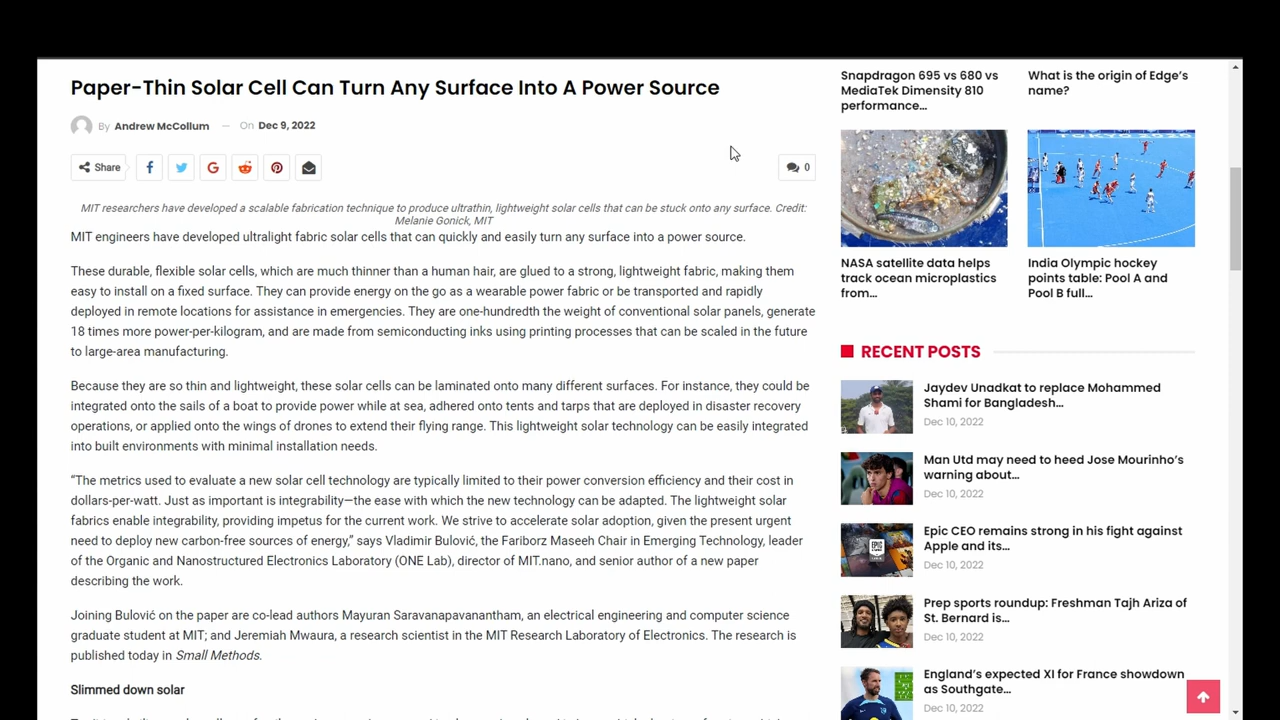 Paper-Thin Solar Cell Can Turn Any Surface Into A Power Source
By Andrew McCollum — On Dec 9, 2022
Share
0
MIT researchers have developed a scalable fabrication technique to produce ultrathin, lightweight solar cells that can be stuck onto any surface. Credit:
Melanie Gonick, MIT
MIT engineers have developed ultralight fabric solar cells that can quickly and easily turn any surface into a power source.
These durable, flexible solar cells, which are much thinner than a human hair, are glued to a strong, lightweight fabric, making them
easy to install on a fixed surface. They can provide energy on the go as a wearable power fabric or be transported and rapidly
deployed in remote locations for assistance in emergencies. They are one-hundredth the weight of conventional solar panels, generate
18 times more power-per-kilogram, and are made from semiconducting inks using printing processes that can be scaled in the future
to large-area manufacturing.
Because they are so thin and lightweight, these solar cells can be laminated onto many different surfaces. For instance, they could be
integrated onto the sails of a boat to provide power while at sea, adhered onto tents and tarps that are deployed in disaster recovery
operations, or applied onto the wings of drones to extend their flying range. This lightweight solar technology can be easily integrated
into built environments with minimal installation needs.
“The metrics used to evaluate a new solar cell technology are typically limited to their power conversion efficiency and their cost in
dollars-per-watt. Just as important is integrability—the ease with which the new technology can be adapted. The lightweight solar
fabrics enable integrability, providing impetus for the current work. We strive to accelerate solar adoption, given the present urgent
need to deploy new carbon-free sources of energy,” says Vladimir Bulović, the Fariborz Maseeh Chair in Emerging Technology, leader
of the Organic and Nanostructured Electronics Laboratory (ONE Lab), director of MIT.nano, and senior author of a new paper
describing the work.
Joining Bulović on the paper are co-lead authors Mayuran Saravanapavanantham, an electrical engineering and computer science
graduate student at MIT; and Jeremiah Mwaura, a research scientist in the MIT Research Laboratory of Electronics. The research is
published today in Small Methods.
Slimmed down solar
Snapdragon 695 vs 680 vs
MediaTek Dimensity 810
performance…
What is the origin of Edge’s
name?
NASA satellite data helps
track ocean microplastics
from…
India Olympic hockey
points table: Pool A and
Pool B full…
RECENT POSTS
Jaydev Unadkat to replace Mohammed
Shami for Bangladesh…
Dec 10, 2022
Man Utd may need to heed Jose Mourinho’s
warning about…
Dec 10, 2022
EPIC
Epic CEO remains strong in his fight against
Apple and its…
Dec 10, 2022
Prep sports roundup: Freshman Tajh Ariza of
St. Bernard is…
Dec 10, 2022
England’s expected XI for France showdown
as Southgate…
Dec 10, 2022